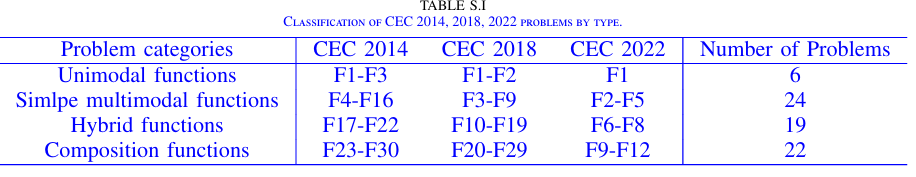 TABLE S.I
Classification of CEC 2014, 2018, 2022 problems by type.
Problem categories CEC 2014 CEC 2018 CEC 2022 Number of Problems
Unimodal functions F1-F3 F1-F2 F1 6
Simlpe multimodal functions F4-F16 F3-F9 F2-F5 24
Hybrid functions F17-F22 F10-F19 F6-F8 19
Composition functions F23-F30 F20-F29 F9-F12 22